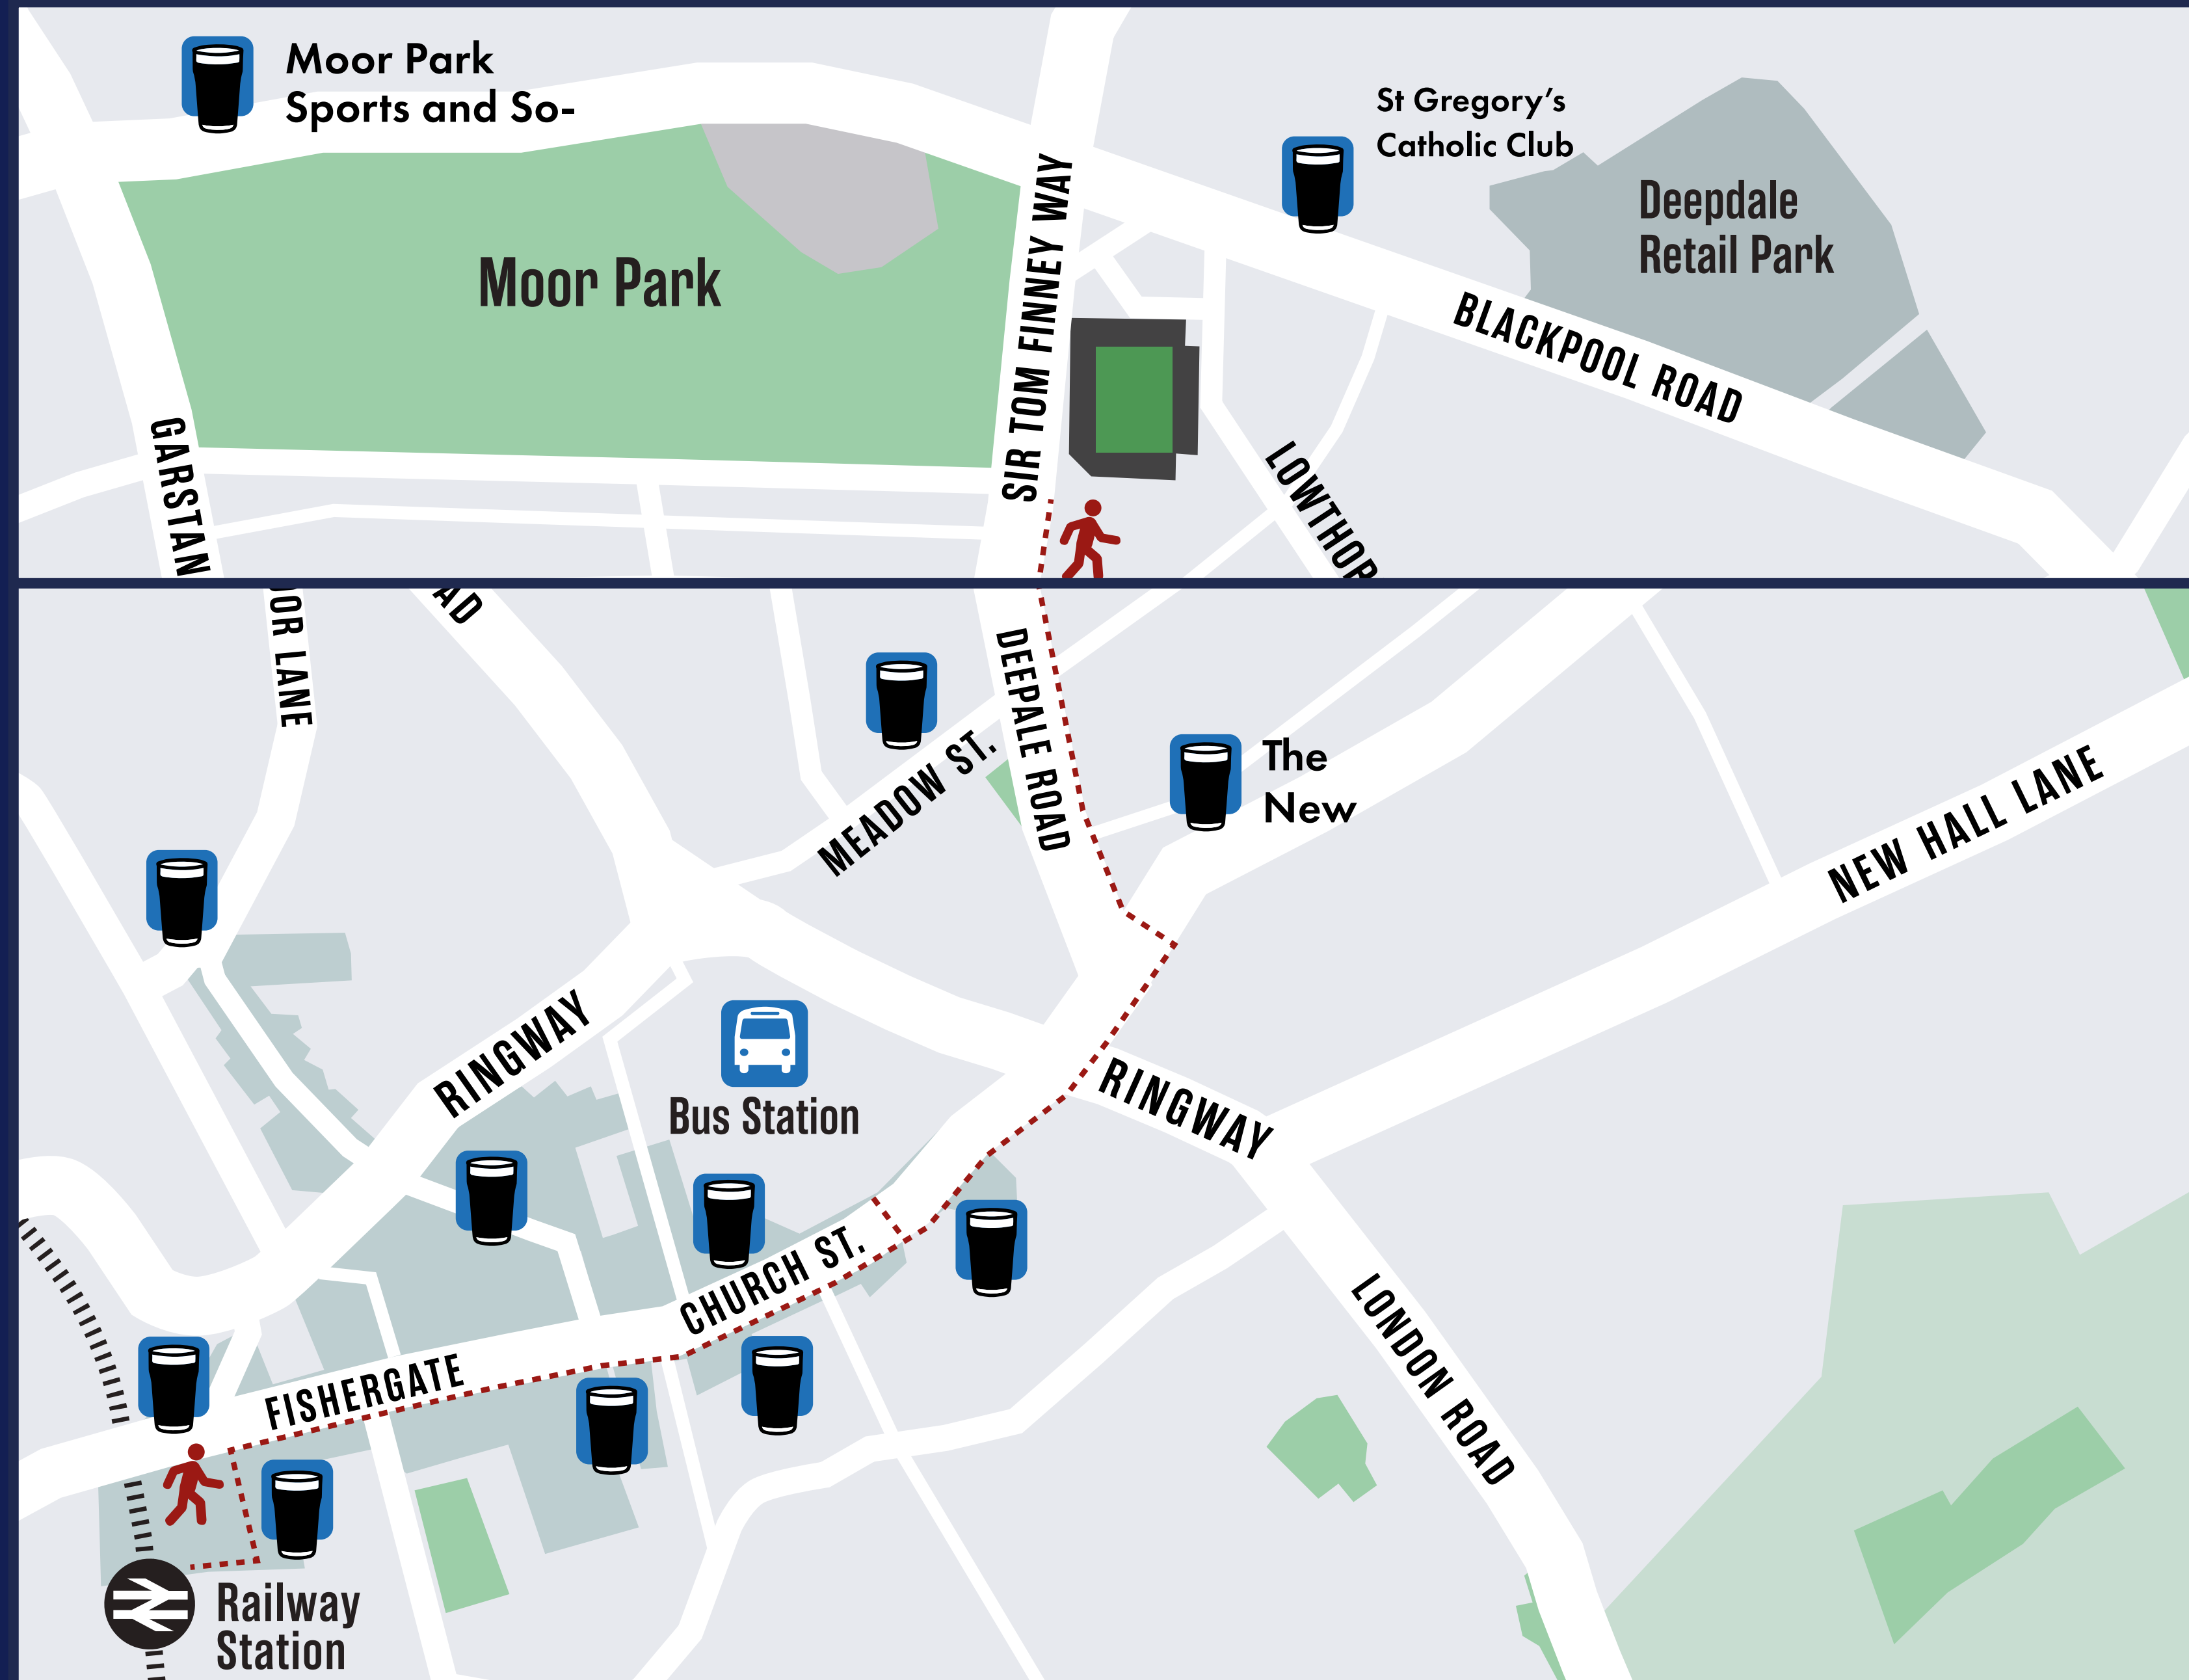 Moor Park
Sports and So-
St Gregory's
Catholic Club
Deepdale
Retail Park
Moor Park
SIR TOM FINNEY WAY
BLACKPOOL ROAD
GARSTAN
LOWTHOR
OOR LANE
AD
DEEPALE ROAD
MEADOW ST.
The
New
NEW HALL LANE
RINGWAY
Bus Station
RINGWAY
CHURCH ST.
FISHERGATE
LONDON ROAD
Railway
Station